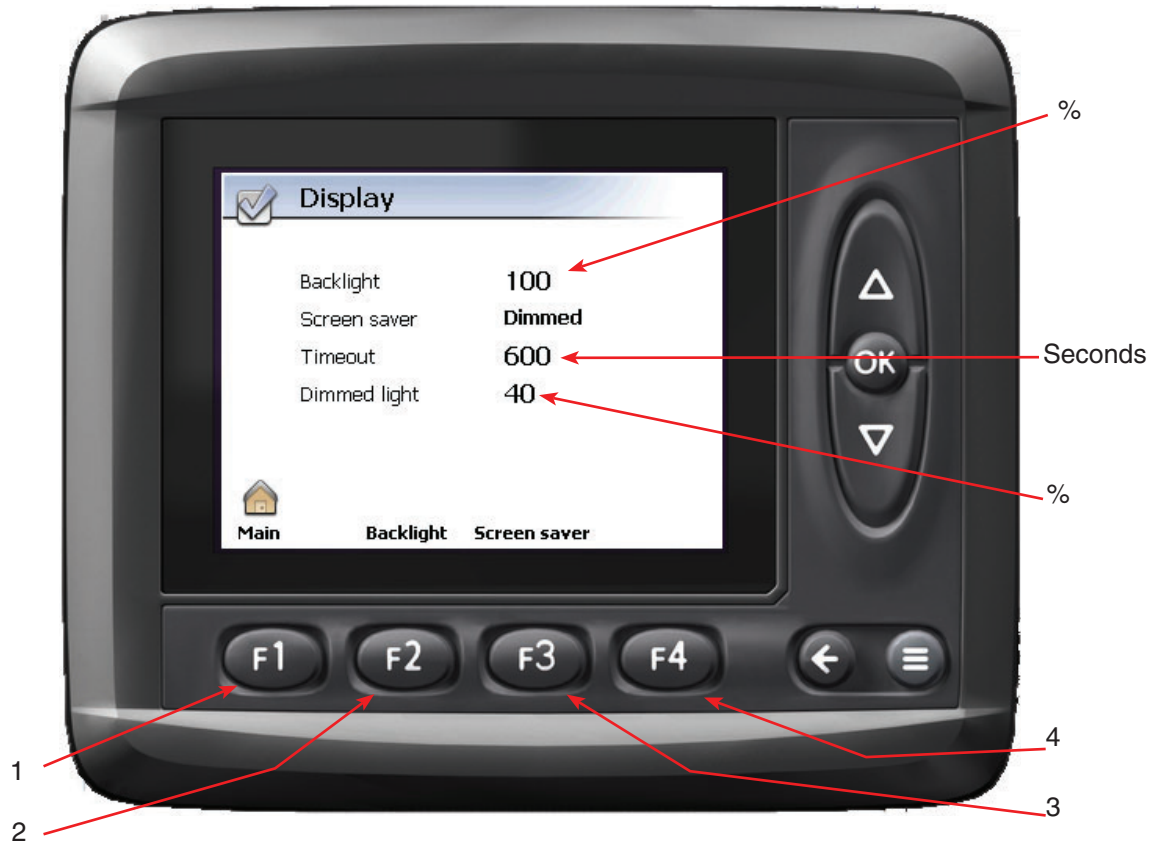 %
Display
Backlight 100
Screen saver Dimmed
Timeout 600
Seconds
OK
Dimmed light 40
%
Main Backlight Screen saver
F1 F2 F3 F4
1
2
4
3